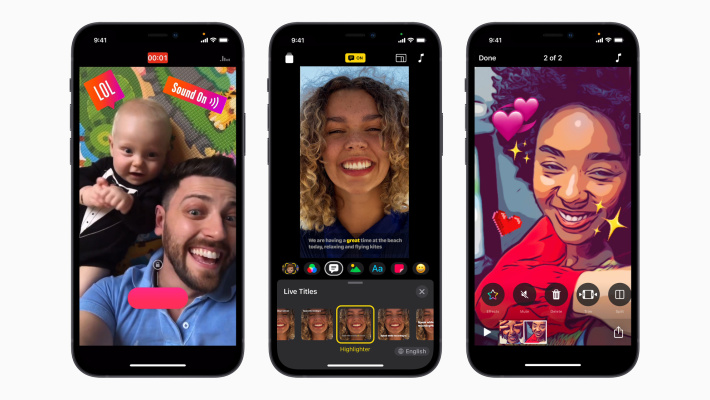 9:41
00:01
LOL
Sound On
9:41
ON
We are having a great time at the beach
today, relaxing and flying kites
Aa
Live Titles
Highlighter
English
9:41
Done
2 of 2
Effects
Mute
Delete
Split